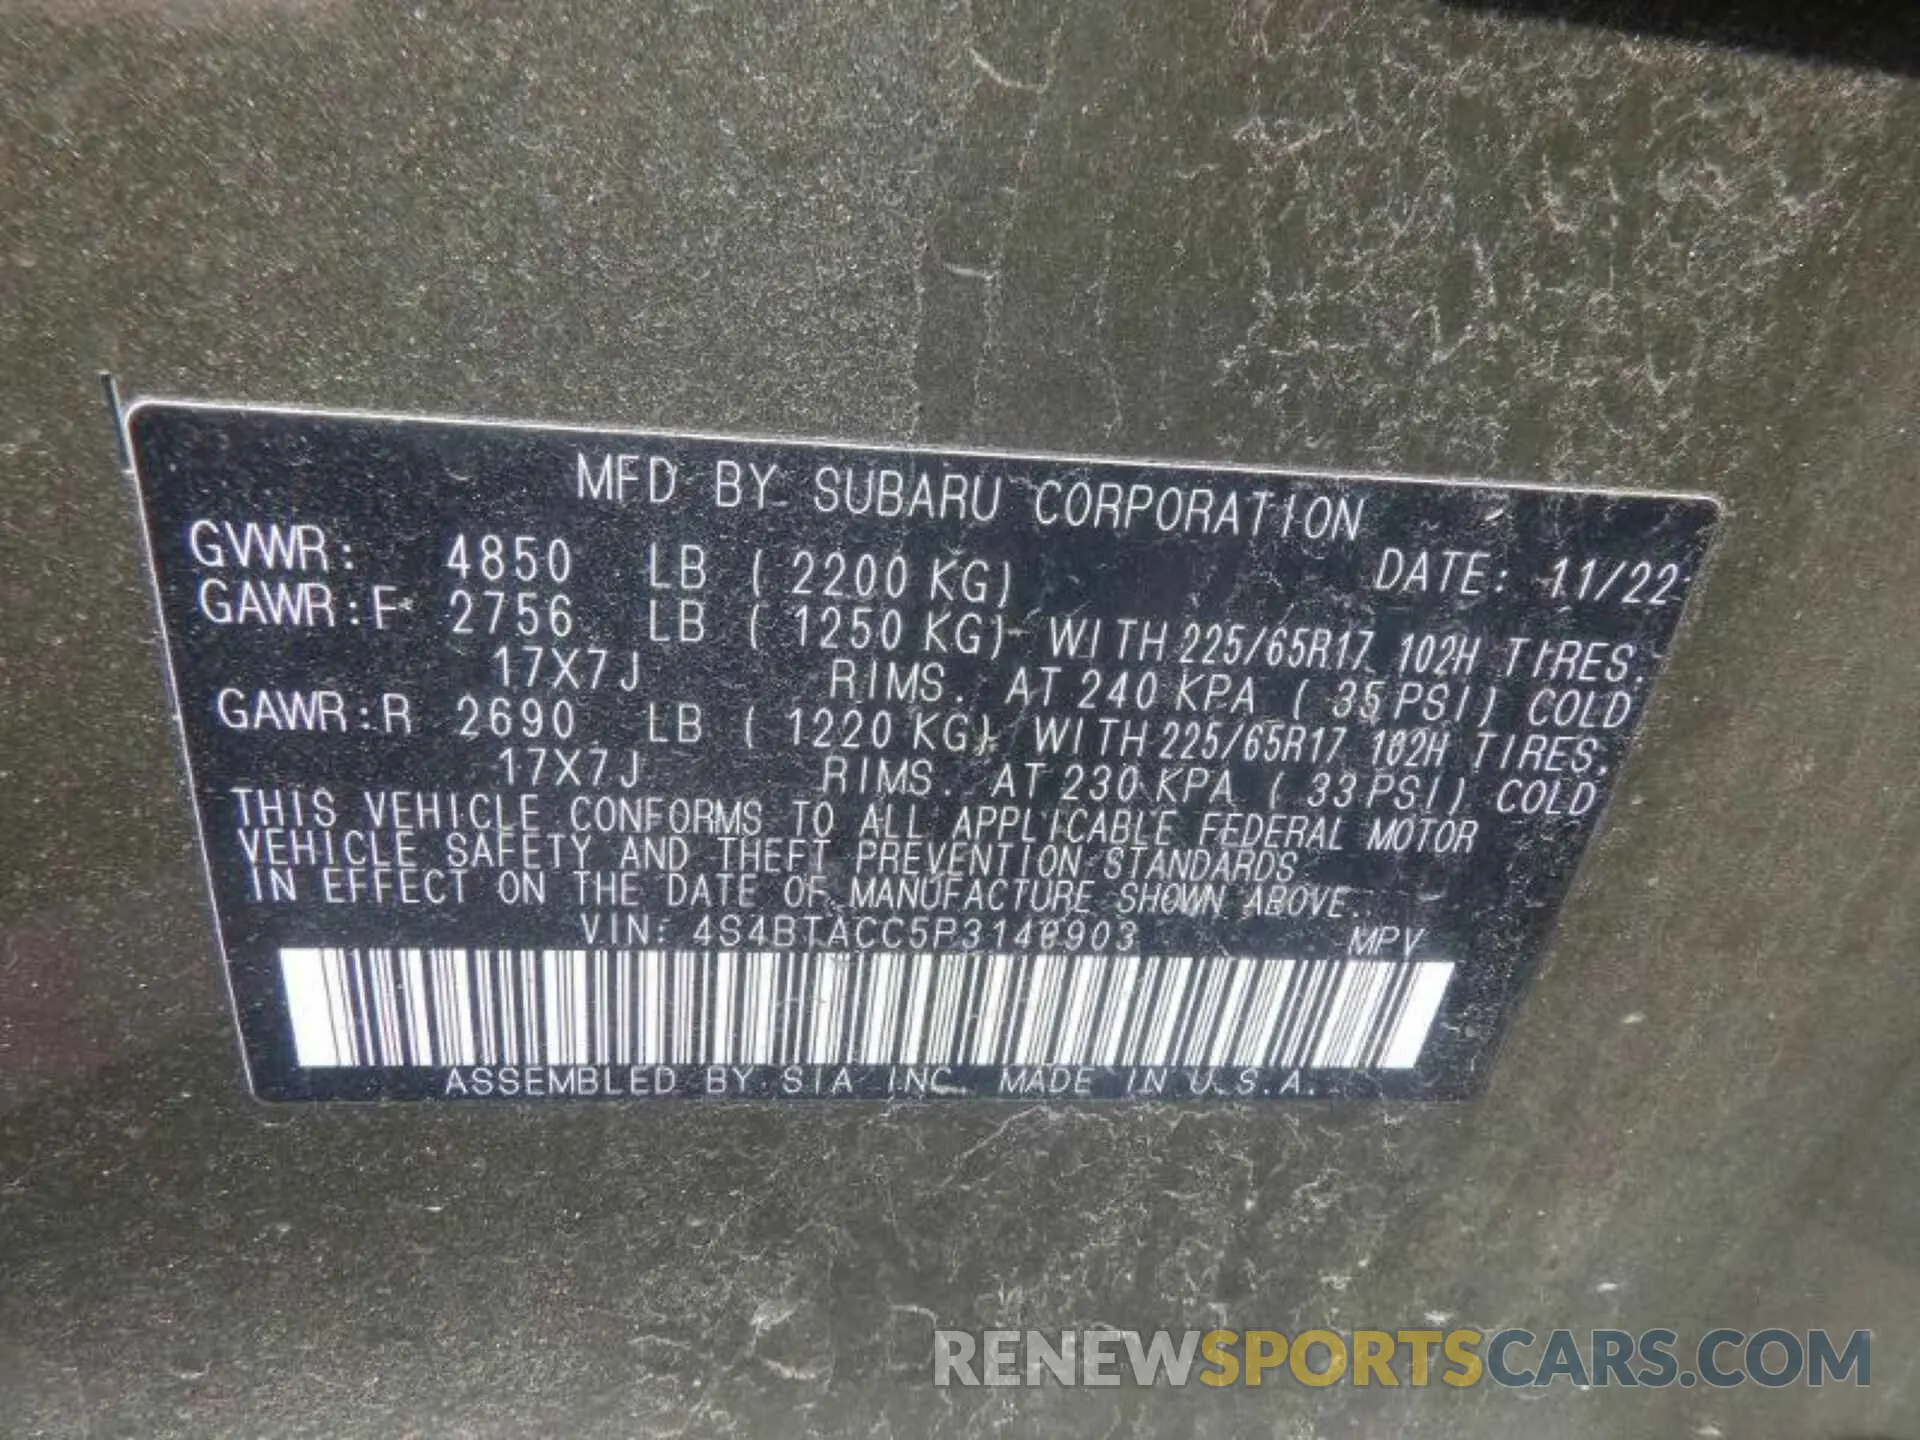 MFD BY SUBARU CORPORATION
GVWR: 4850 LB (2200 KG) DATE: 11/22
GAWR:F 2756 LB (1250 KG) WITH 225/65R17 102H TIRES.
17X7J RIMS. AT 240 KPA (35 PSI) COLD
GAWR:R 2690 LB (1220 KG) WITH 225/65R17 102H TIRES.
17X7J RIMS. AT 230 KPA (33 PSI) COLD
THIS VEHICLE CONFORMS TO ALL APPLICABLE FEDERAL MOTOR
VEHICLE SAFETY AND THEFT PREVENTION STANDARDS
IN EFFECT ON THE DATE OF MANUFACTURE SHOWN ABOVE.
VIN: 4S4BTACC5P3140903 MPV
ASSEMBLED BY SIA INC. MADE IN U.S.A.
RENEWSPORTSCARS.COM